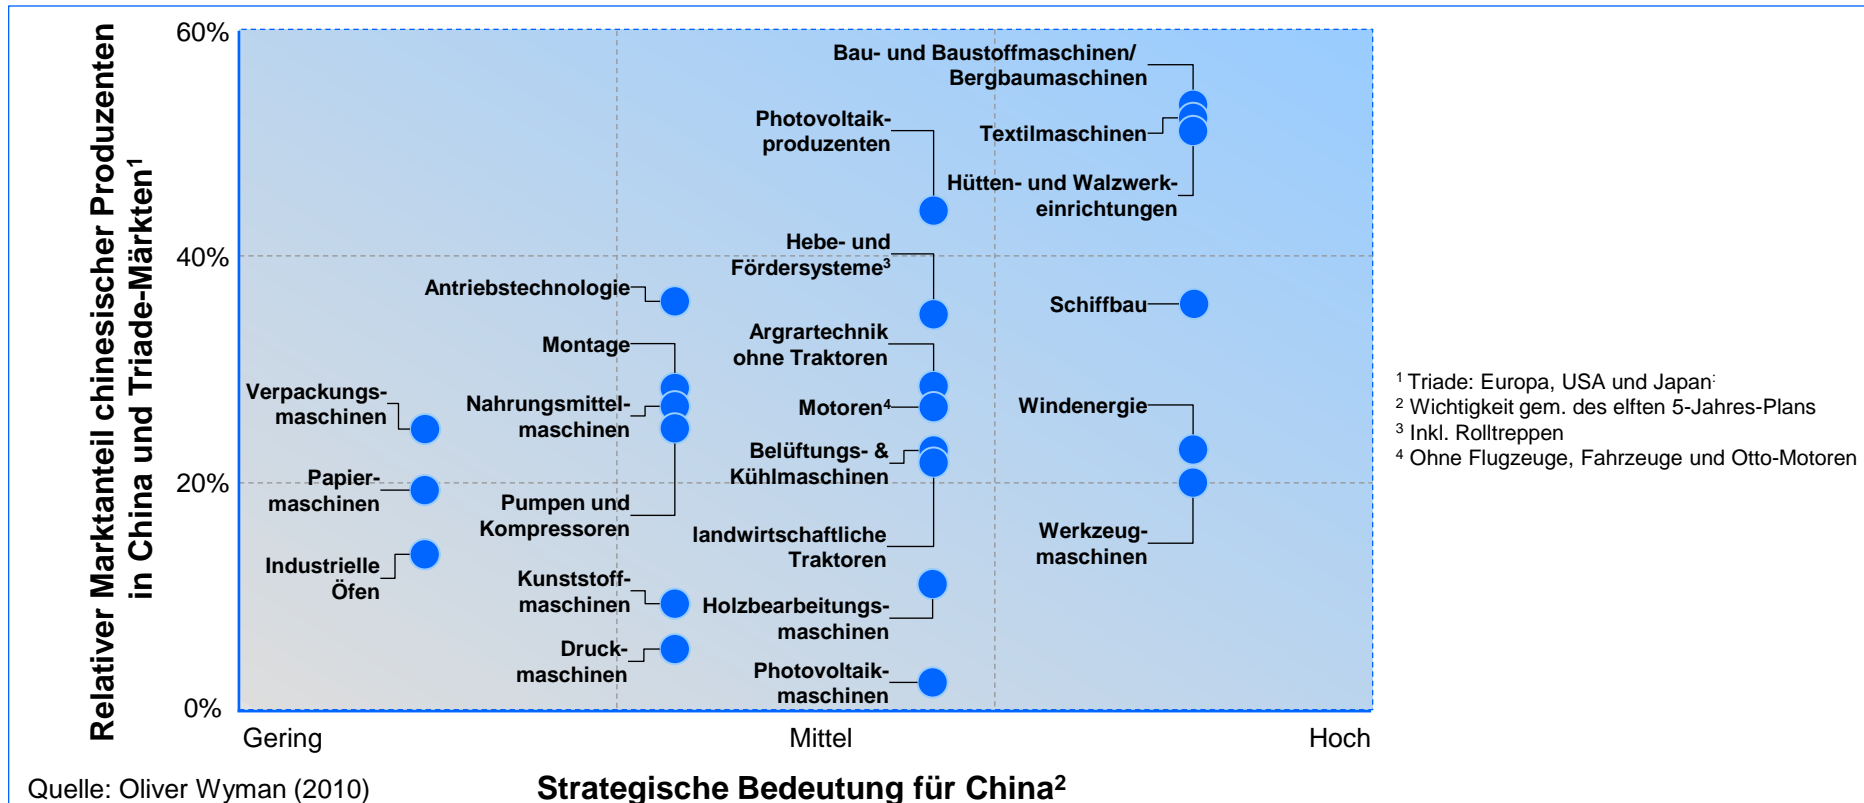 Relativer Marktanteil chinesischer Produzenten
in China und Triade-Märkten¹
60%
40%
20%
0%
Bau- und Baustoffmaschinen/
Bergbaumaschinen
Photovoltaik-
produzenten
Textilmaschinen
Hütten- und Walzwerk-
einrichtungen
Hebe- und
Fördersysteme³
Antriebstechnologie
Schiffbau
Montage
Argrartechnik
ohne Traktoren
Verpackungs-
maschinen
Nahrungsmittel-
maschinen
Motoren⁴
Windenergie
Belüftungs- &
Kühlmaschinen
Papier-
maschinen
Pumpen und
Kompressoren
landwirtschaftliche
Traktoren
Werkzeug-
maschinen
Industrielle
Öfen
Kunststoff-
maschinen
Holzbearbeitungs-
maschinen
Druck-
maschinen
Photovoltaik-
maschinen
Gering
Mittel
Hoch
Strategische Bedeutung für China²
¹ Triade: Europa, USA und Japan:
² Wichtigkeit gem. des elften 5-Jahres-Plans
³ Inkl. Rolltreppen
⁴ Ohne Flugzeuge, Fahrzeuge und Otto-Motoren
Quelle: Oliver Wyman (2010)